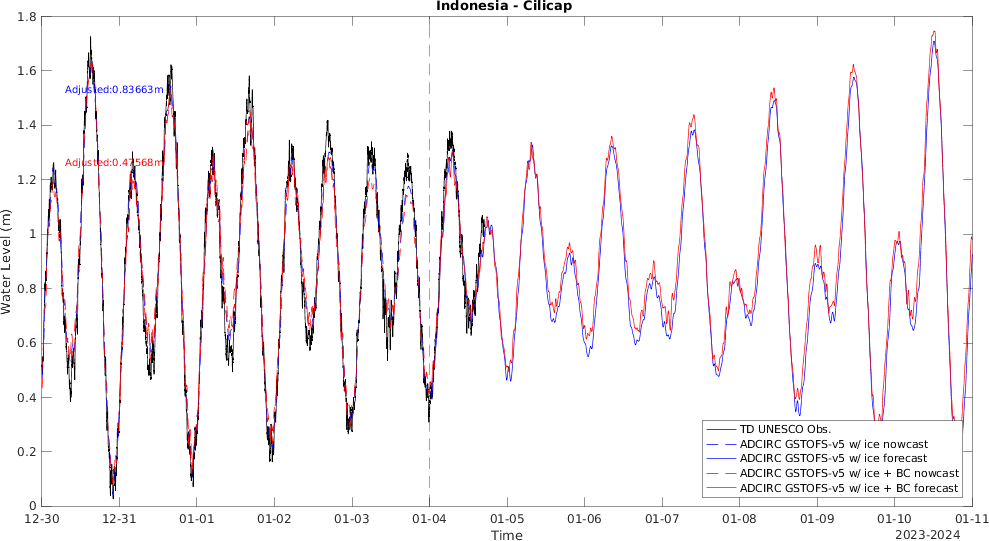 Indonesia - Cilicap
1.8
1.6
1.4
1.2
1
0.8
0.6
0.4
0.2
0
Water Level (m)
Adjusted:0.83663m
Adjusted:0.47568m
TD UNESCO Obs.
ADCIRC GSTOFS-v5 w/ ice nowcast
ADCIRC GSTOFS-v5 w/ ice forecast
ADCIRC GSTOFS-v5 w/ ice + BC nowcast
ADCIRC GSTOFS-v5 w/ ice + BC forecast
12-30 12-31 01-01 01-02 01-03 01-04 01-05 01-06 01-07 01-08 01-09 01-10 01-11
Time
2023-2024